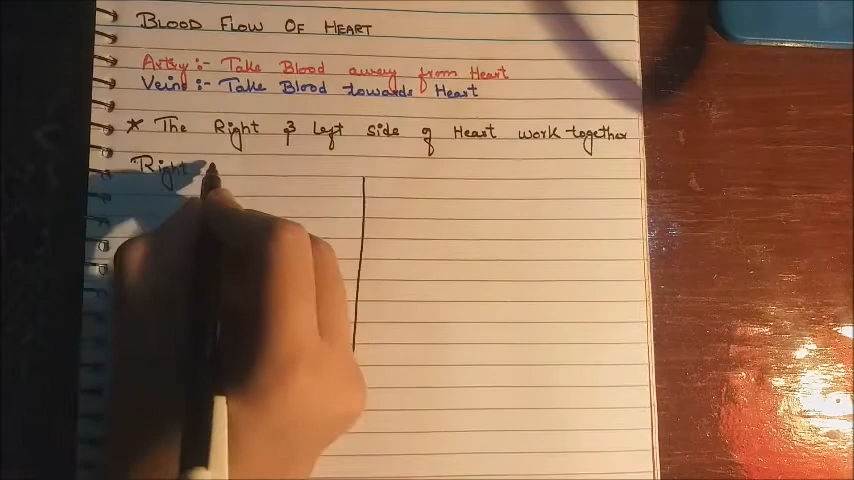 BLOOD FLOW OF HEART
Artry :- Take Blood away from Heart
Veins :- Take Blood towards Heart
* The Right & Left side of Heart work together
Right